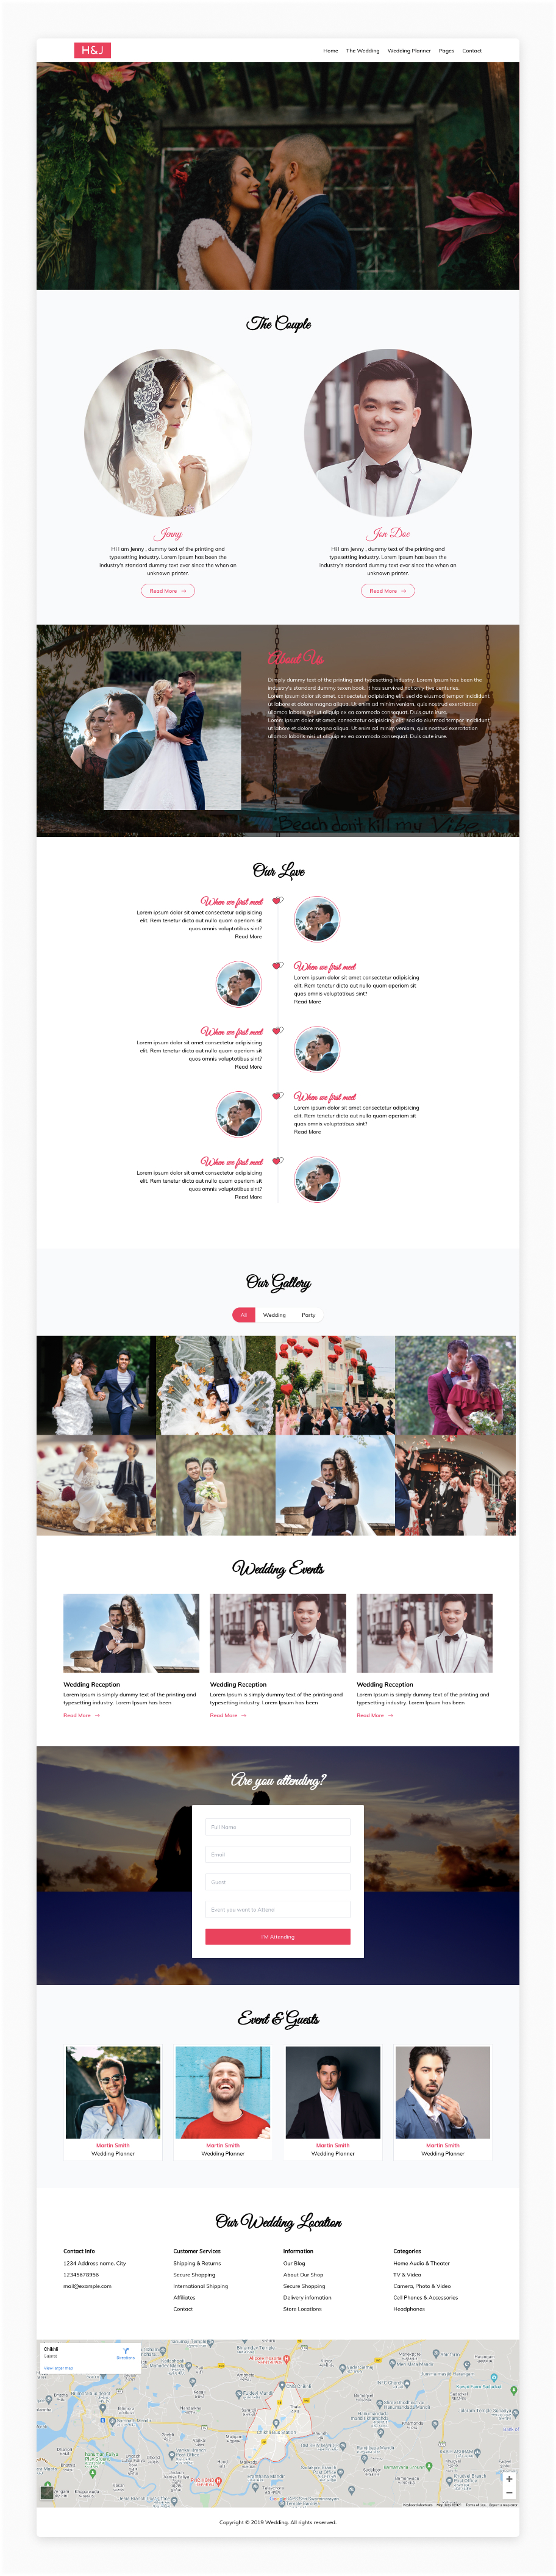 H&J
Home The Wedding Wedding Planner Pages Contact
The Couple
Jenny
Hi I am Jenny , dummy text of the printing and
typesetting industry. Lorem Ipsum has been the
industry's standard dummy text ever since the when an
unknown printer.
Read More →
Jon Doe
Hi I am Jenny , dummy text of the printing and
typesetting industry. Lorem Ipsum has been the
industry's standard dummy text ever since the when an
unknown printer.
Read More →
About Us
Dimply dummy text of the printing and typesetting industry. Lorem Ipsum has been the
industry's standard dummy texen book. It has survived not only five centuries.
Lorem ipsum dolor sit amet, consectetur adipisicing elit, sed do eiusmod tempor incididunt
ut labore et dolore magna aliqua. Ut enim ad minim veniam, quis nostrud exercitation
ullamco laboris nisi ut aliquip ex ea commodo consequat. Duis aute irure.
Lorem ipsum dolor sit amet, consectetur adipisicing elit, sed do eiusmod tempor incididunt
ut labore et dolore magna aliqua. Ut enim ad minim veniam, quis nostrud exercitation
ullamco laboris nisi ut aliquip ex ea commodo consequat. Duis aute irure.
Beach don't kill my Vibe
Our Love
When we first meet
Lorem ipsum dolor sit amet consectetur adipisicing
elit. Rem tenetur dicta aut nulla quam aperiam sit
quos omnis voluptatibus sint?
Read More
When we first meet
Lorem ipsum dolor sit amet consectetur adipisicing
elit. Rem tenetur dicta aut nulla quam aperiam sit
quos omnis voluptatibus sint?
Read More
When we first meet
Lorem ipsum dolor sit amet consectetur adipisicing
elit. Rem tenetur dicta aut nulla quam aperiam sit
quos omnis voluptatibus sint?
Read More
When we first meet
Lorem ipsum dolor sit amet consectetur adipisicing
elit. Rem tenetur dicta aut nulla quam aperiam sit
quos omnis voluptatibus sint?
Read More
When we first meet
Lorem ipsum dolor sit amet consectetur adipisicing
elit. Rem tenetur dicta aut nulla quam aperiam sit
quos omnis voluptatibus sint?
Read More
Our Gallery
All Wedding Party
Wedding Events
Wedding Reception
Lorem Ipsum is simply dummy text of the printing and
typesetting industry. Lorem Ipsum has been
Read More →
Wedding Reception
Lorem Ipsum is simply dummy text of the printing and
typesetting industry. Lorem Ipsum has been
Read More →
Wedding Reception
Lorem Ipsum is simply dummy text of the printing and
typesetting industry. Lorem Ipsum has been
Read More →
Are you attending?
Full Name
Email
Guest
Event you want to Attend
I'M Attending
Event & Guests
Martin Smith
Wedding Planner
Martin Smith
Wedding Planner
Martin Smith
Wedding Planner
Martin Smith
Wedding Planner
Our Wedding Location
Contact Info
1234 Address name, City
12345678956
mail@example.com
Customer Services
Shipping & Returns
Secure Shopping
International Shipping
Affiliates
Contact
Information
Our Blog
About Our Shop
Secure Shopping
Delivery infomation
Store Locations
Categories
Home Audio & Theater
TV & Video
Camera, Photo & Video
Cell Phones & Accessories
Headphones
Chikhli
Gujarat
Directions
View larger map
Chikhli Bus Station
Copyright © 2019 Wedding. All rights reserved.